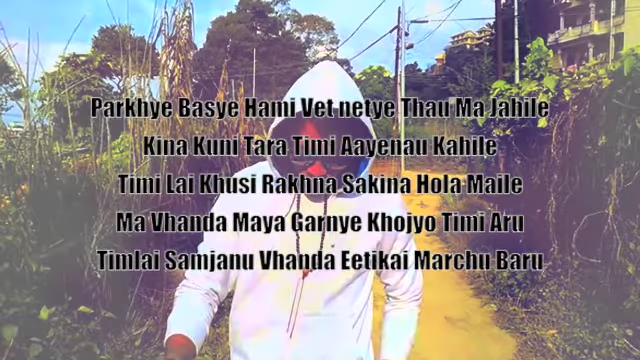 Parkhye Basye Hami Vet netye Thau Ma Jahile
Kina Kuni Tara Timi Aayenau Kahile
Timi Lai Khusi Rakhna Sakina Hola Maile
Ma Vhanda Maya Garnye Khojyo Timi Aru
Timlai Samjanu Vhanda Eetikai Marchu Baru